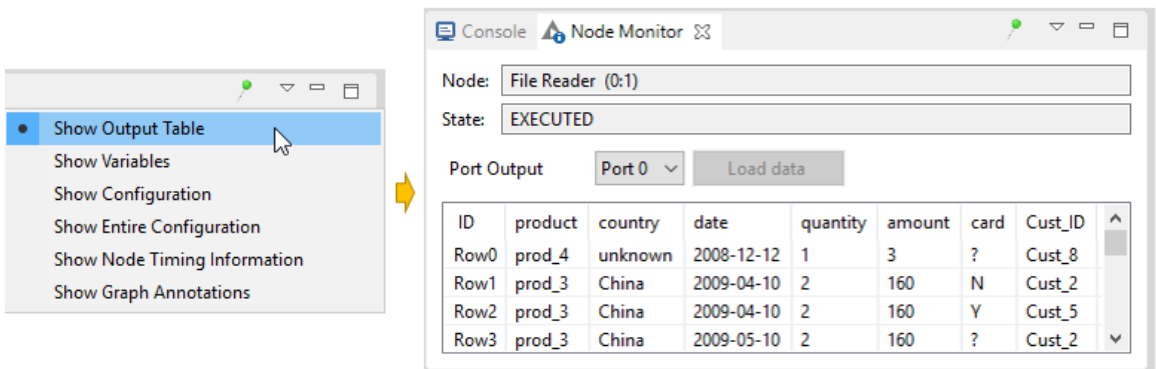 Show Output Table
Show Variables
Show Configuration
Show Entire Configuration
Show Node Timing Information
Show Graph Annotations
Console Node Monitor
Node: File Reader (0:1)
State: EXECUTED
Port Output Port 0 Load data
ID product country date quantity amount card Cust_ID
Row0 prod_4 unknown 2008-12-12 1 3 ? Cust_8
Row1 prod_3 China 2009-04-10 2 160 N Cust_2
Row2 prod_3 China 2009-04-10 2 160 Y Cust_5
Row3 prod_3 China 2009-05-10 2 160 ? Cust_2